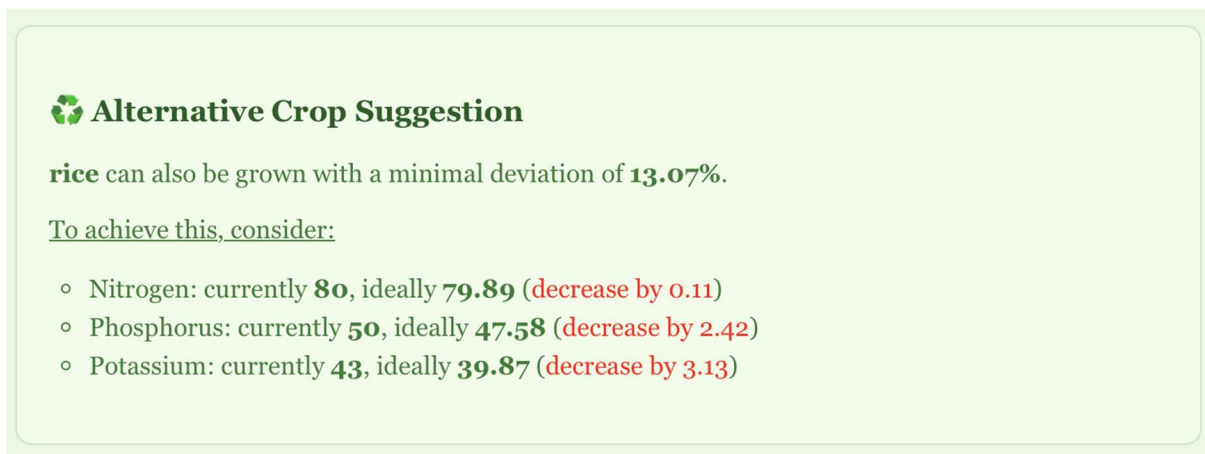 ♻️ Alternative Crop Suggestion
rice can also be grown with a minimal deviation of 13.07%.
To achieve this, consider:
Nitrogen: currently 80, ideally 79.89 (decrease by 0.11)
Phosphorus: currently 50, ideally 47.58 (decrease by 2.42)
Potassium: currently 43, ideally 39.87 (decrease by 3.13)